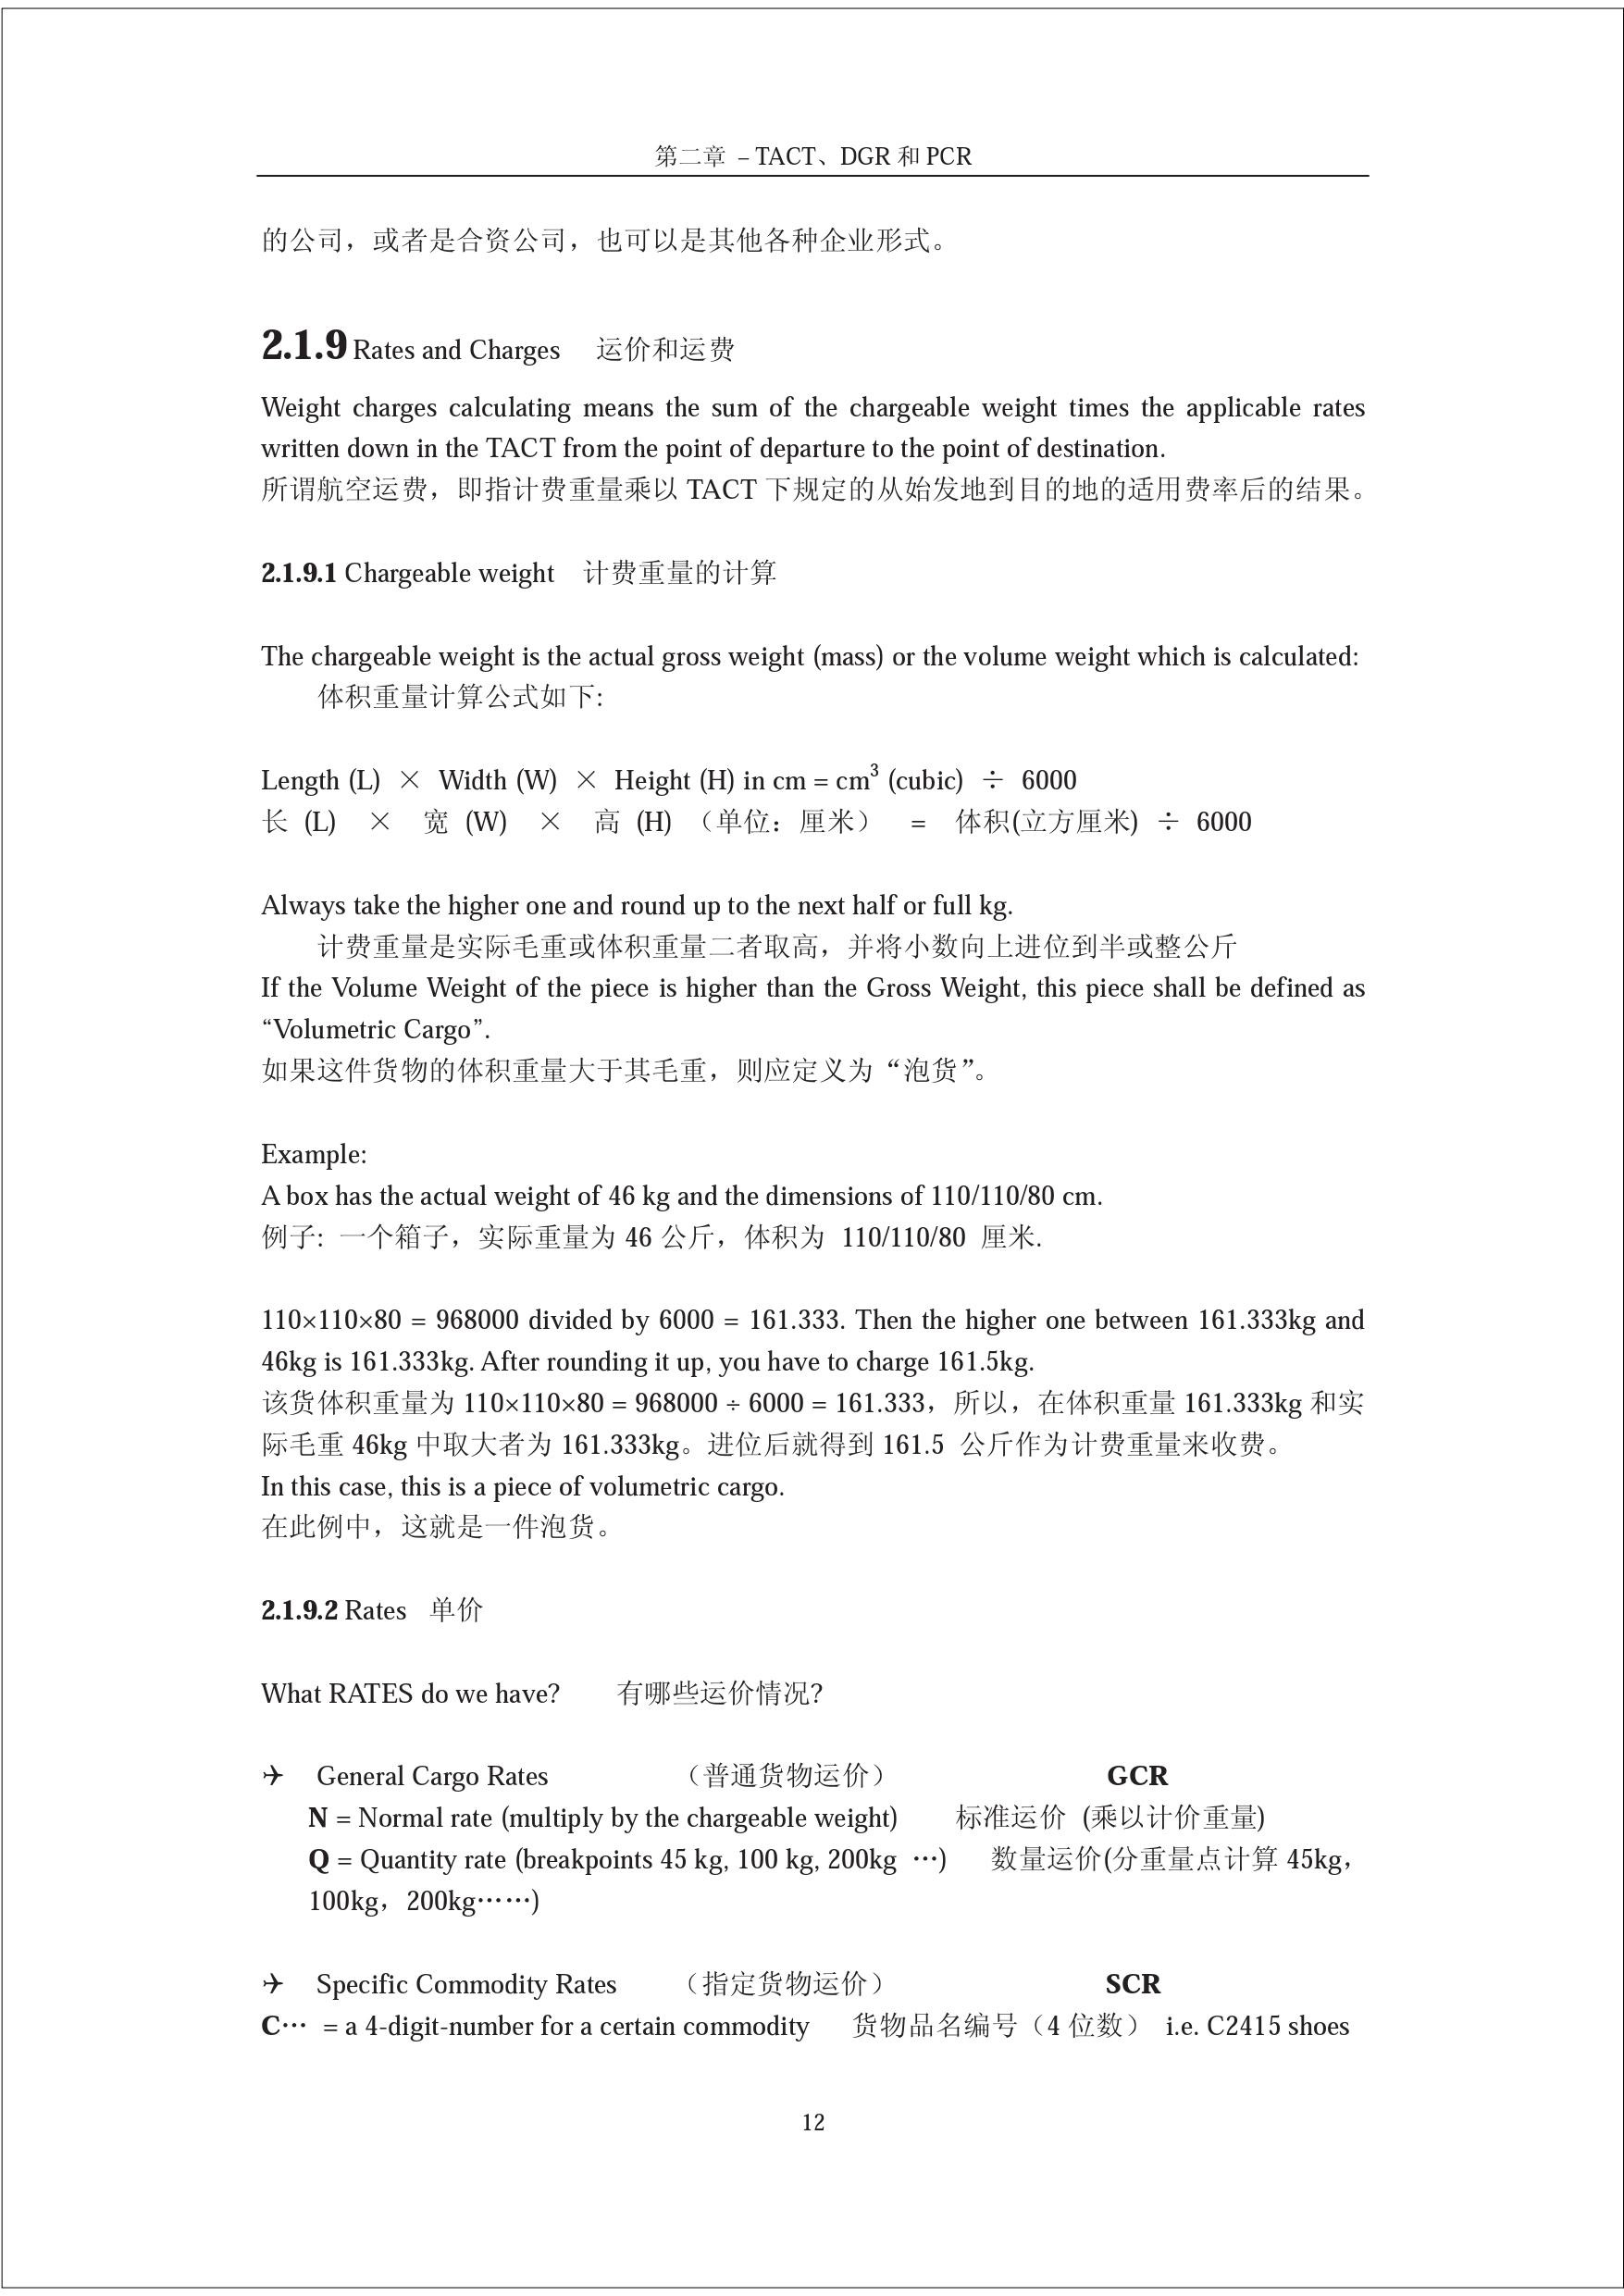 第二章 – TACT、DGR 和 PCR
的公司，或者是合资公司，也可以是其他各种企业形式。
2.1.9 Rates and Charges 运价和运费
Weight charges calculating means the sum of the chargeable weight times the applicable rates
written down in the TACT from the point of departure to the point of destination.
所谓航空运费，即指计费重量乘以 TACT 下规定的从始发地到目的地的适用费率后的结果。
2.1.9.1 Chargeable weight 计费重量的计算
The chargeable weight is the actual gross weight (mass) or the volume weight which is calculated:
体积重量计算公式如下:
Length (L) × Width (W) × Height (H) in cm = cm³ (cubic) ÷ 6000
长 (L) × 宽 (W) × 高 (H) （单位：厘米） = 体积(立方厘米) ÷ 6000
Always take the higher one and round up to the next half or full kg.
计费重量是实际毛重或体积重量二者取高，并将小数向上进位到半或整公斤
If the Volume Weight of the piece is higher than the Gross Weight, this piece shall be defined as
“Volumetric Cargo”.
如果这件货物的体积重量大于其毛重，则应定义为“泡货”。
Example:
A box has the actual weight of 46 kg and the dimensions of 110/110/80 cm.
例子: 一个箱子，实际重量为 46 公斤，体积为 110/110/80 厘米.
110×110×80 = 968000 divided by 6000 = 161.333. Then the higher one between 161.333kg and
46kg is 161.333kg. After rounding it up, you have to charge 161.5kg.
该货体积重量为 110×110×80 = 968000 ÷ 6000 = 161.333，所以，在体积重量 161.333kg 和实
际毛重 46kg 中取大者为 161.333kg。进位后就得到 161.5 公斤作为计费重量来收费。
In this case, this is a piece of volumetric cargo.
在此例中，这就是一件泡货。
2.1.9.2 Rates 单价
What RATES do we have? 有哪些运价情况?
✈ General Cargo Rates （普通货物运价） GCR
N = Normal rate (multiply by the chargeable weight) 标准运价 (乘以计价重量)
Q = Quantity rate (breakpoints 45 kg, 100 kg, 200kg …) 数量运价(分重量点计算 45kg，
100kg，200kg……)
✈ Specific Commodity Rates （指定货物运价） SCR
C… = a 4-digit-number for a certain commodity 货物品名编号（4 位数） i.e. C2415 shoes
12